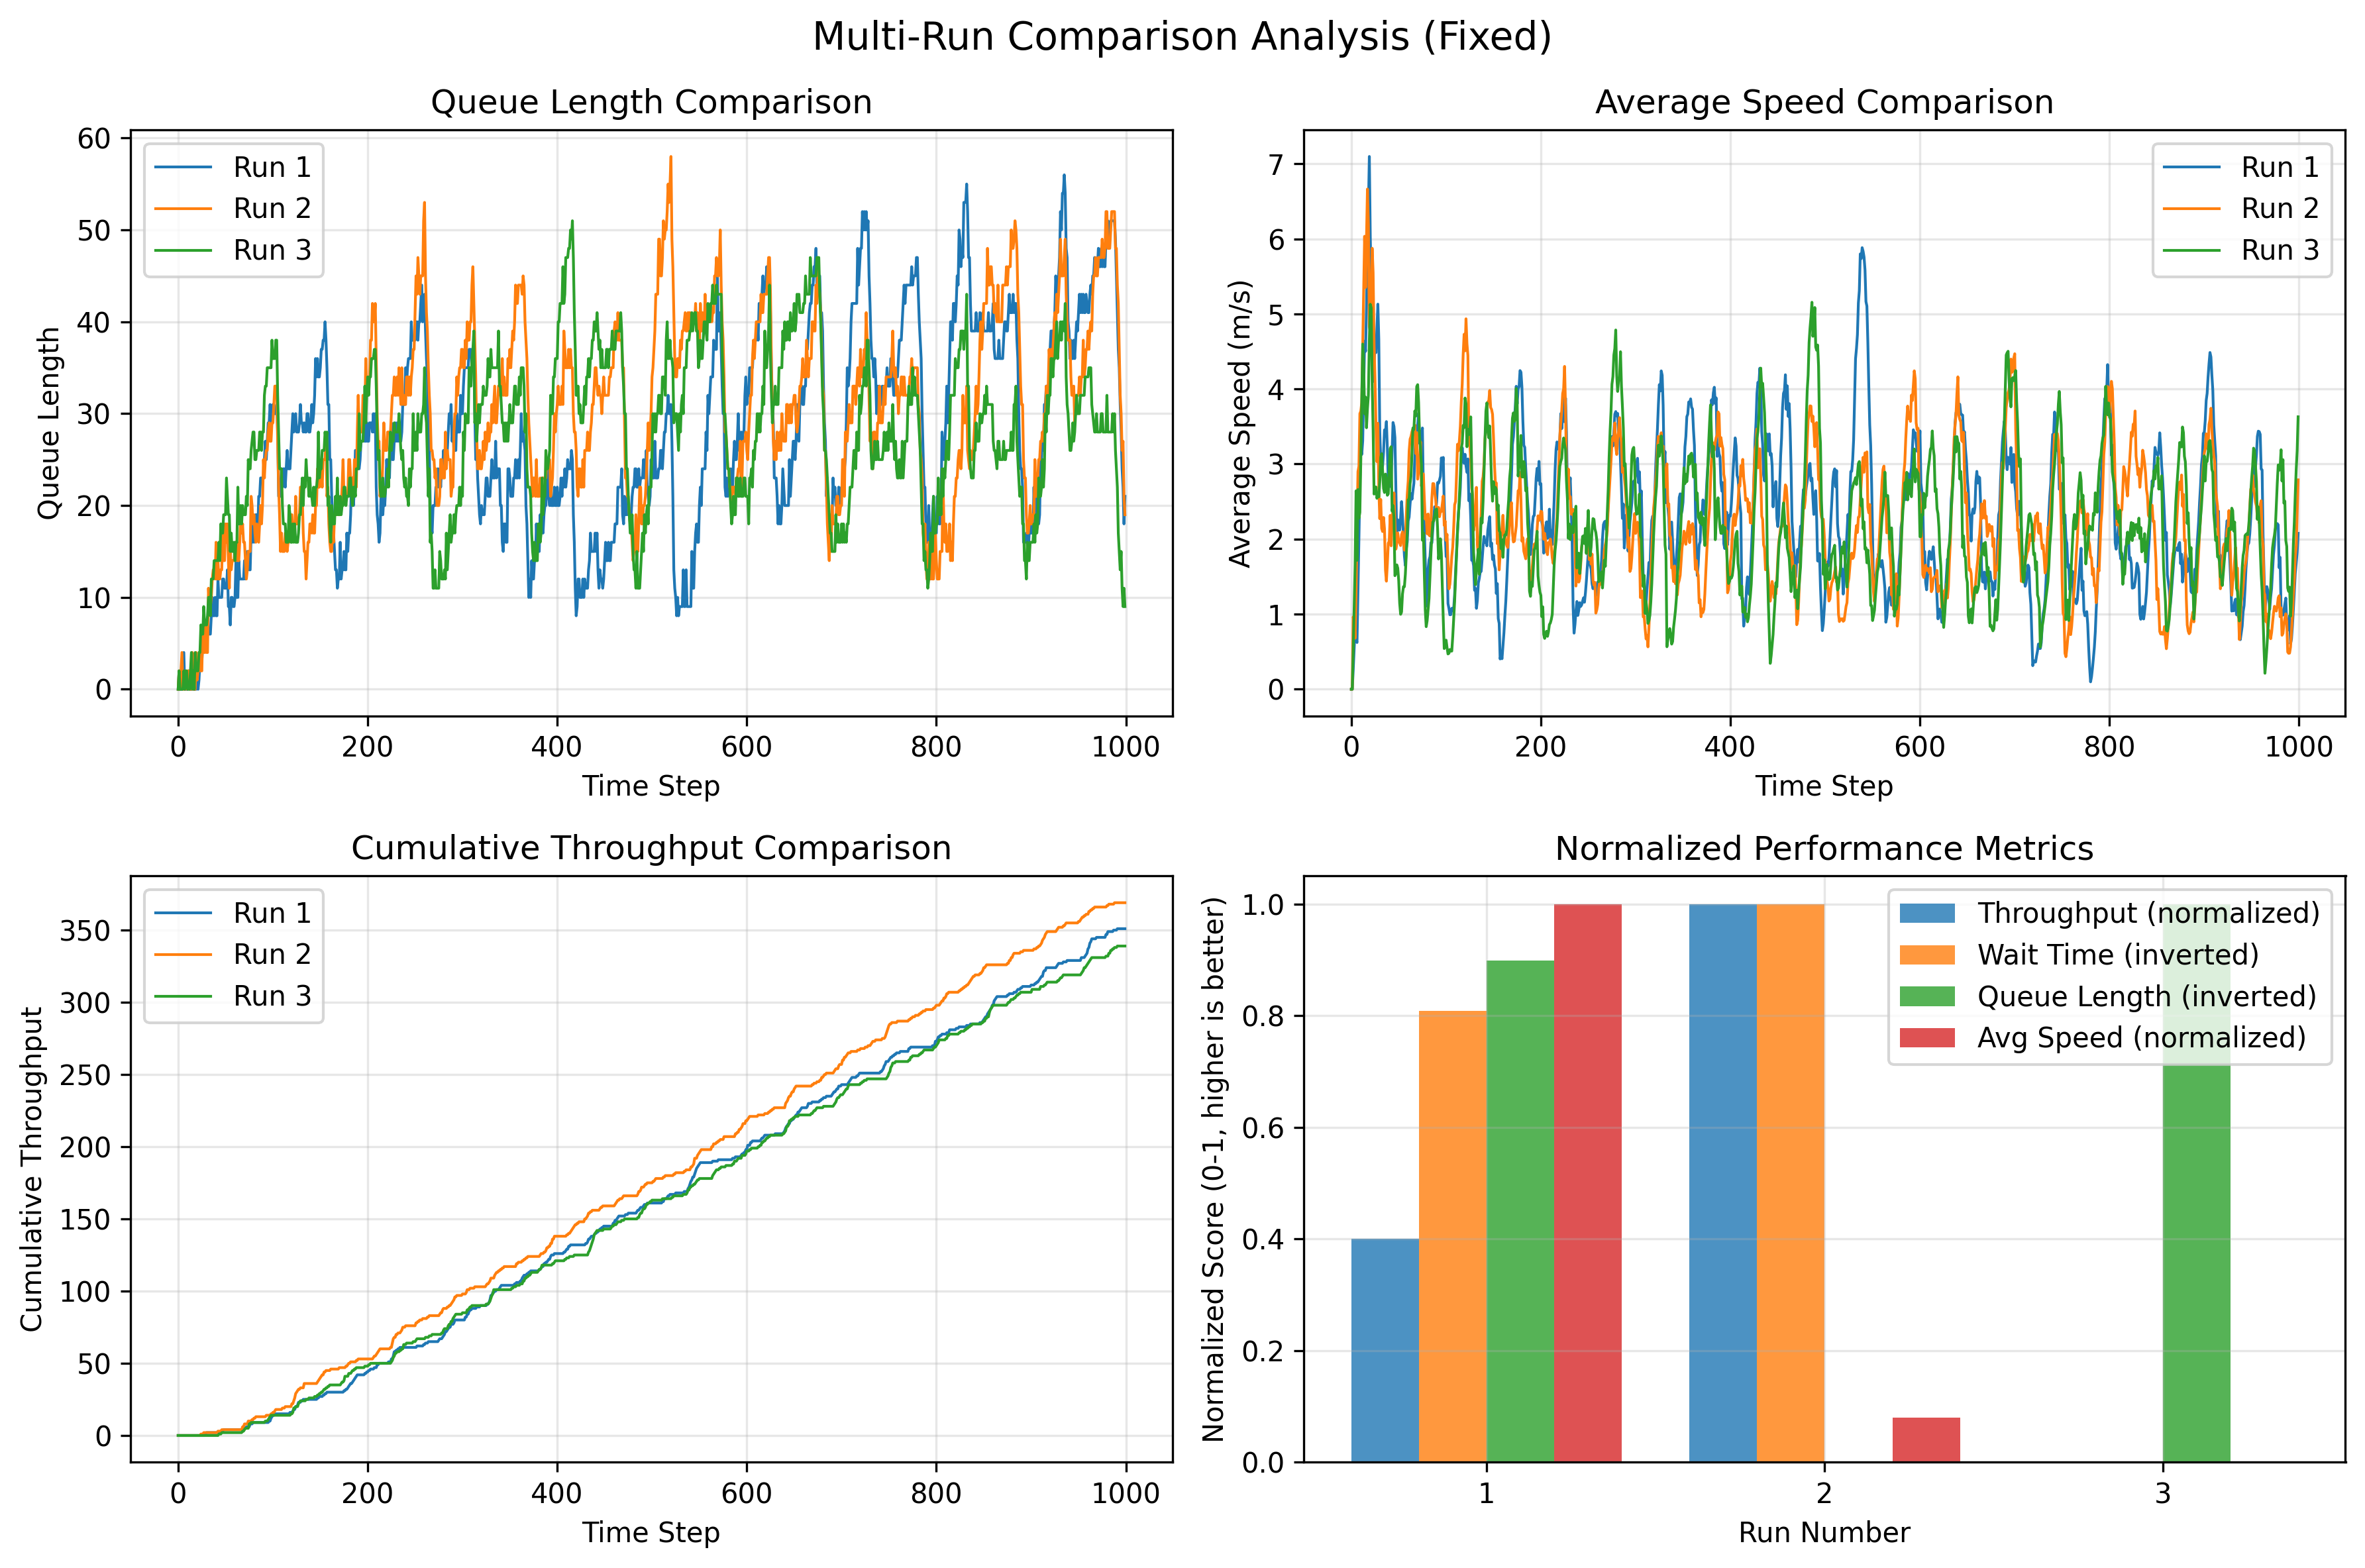 Multi-Run Comparison Analysis (Fixed)
Queue Length Comparison
Queue Length
60
50
40
30
20
10
0
Run 1
Run 2
Run 3
0 200 400 600 800 1000
Time Step
Average Speed Comparison
Average Speed (m/s)
7
6
5
4
3
2
1
0
Run 1
Run 2
Run 3
0 200 400 600 800 1000
Time Step
Cumulative Throughput Comparison
Cumulative Throughput
350
300
250
200
150
100
50
0
Run 1
Run 2
Run 3
0 200 400 600 800 1000
Time Step
Normalized Performance Metrics
Normalized Score (0-1, higher is better)
1.0
0.8
0.6
0.4
0.2
0.0
Throughput (normalized)
Wait Time (inverted)
Queue Length (inverted)
Avg Speed (normalized)
1 2 3
Run Number